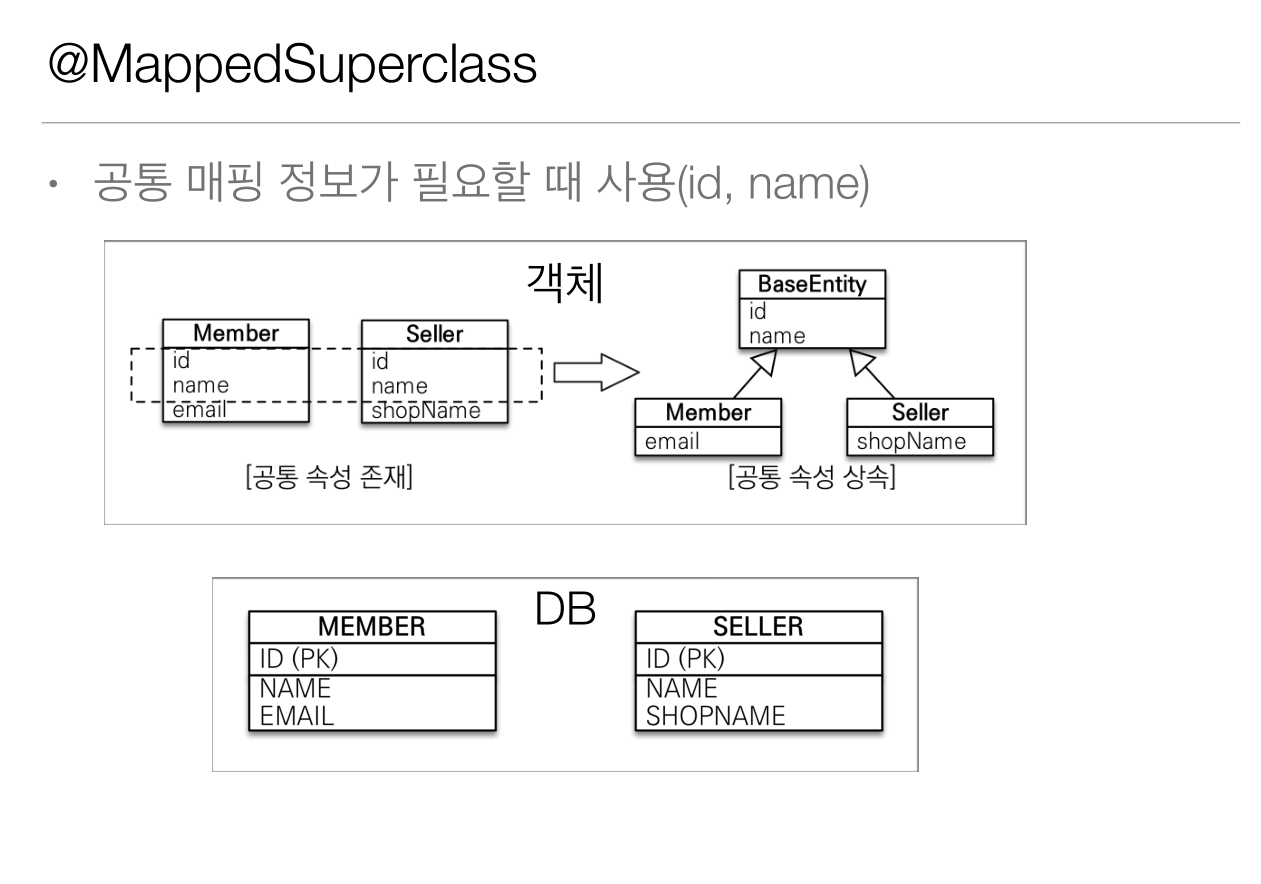 @MappedSuperclass
• 공통 매핑 정보가 필요할 때 사용(id, name)
객체
Member
id
name
email
Seller
id
name
shopName
[공통 속성 존재]
BaseEntity
id
name
Member
email
Seller
shopName
[공통 속성 상속]
DB
MEMBER
ID (PK)
NAME
EMAIL
SELLER
ID (PK)
NAME
SHOPNAME